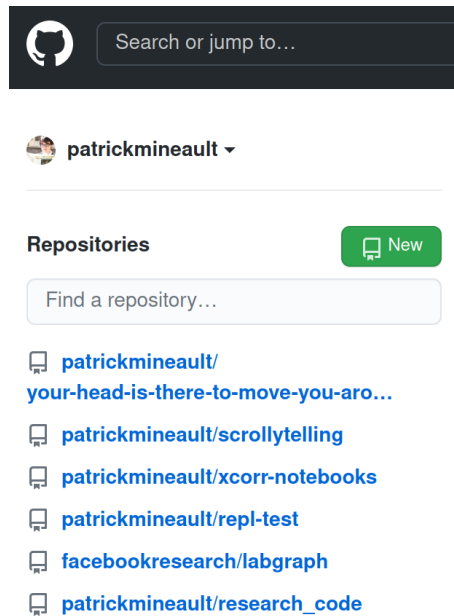 Search or jump to…
patrickmineault
Repositories
New
Find a repository…
patrickmineault/
your-head-is-there-to-move-you-aro…
patrickmineault/scrollytelling
patrickmineault/xcorr-notebooks
patrickmineault/repl-test
facebookresearch/labgraph
patrickmineault/research_code